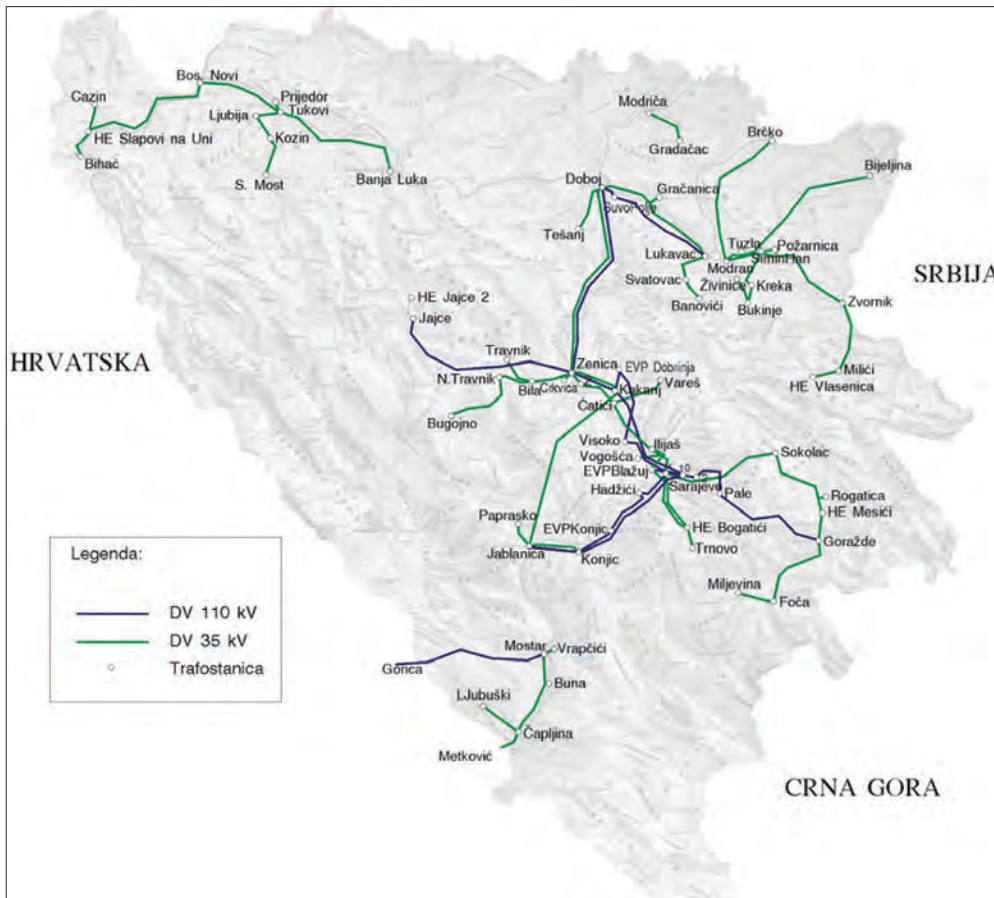 Bos. Novi
Cazin
Prijedor
Tukovi
Ljubija
HE Slapovi na Uni
Kozin
Bihać
S. Most
Banja Luka
Modriča
Gradačac
Brčko
Bijeljina
Doboj
Gračanica
SuvoPolje
Tešanj
Lukavac
Tuzla
Požarnica
SiminHan
Modran
Svatovac
Živinice
Kreka
Banovići
Bukinje
Zvornik
SRBIJA
HE Jajce 2
Jajce
HRVATSKA
Travnik
Zenica
EVP Dobrinja
Milići
N.Travnik
Bila
Crkvica
Z.
Kakanj
Vareš
HE Vlasenica
Bugojno
Ćatići
Visoko
Ilijaš
Vogošća
Sokolac
EVPBlažuj
10
Hadžići
Sarajevo
Pale
Rogatica
HE Mesići
Paprasko
EVPKonjic
HE Bogatići
Jablanica
Konjic
Trnovo
Goražde
Miljevina
Foča
Legenda:
DV 110 kV
DV 35 kV
Trafostanica
Mostar
Vrapčići
Gorica
Buna
LJubuški
Čapljina
Metković
CRNA GORA